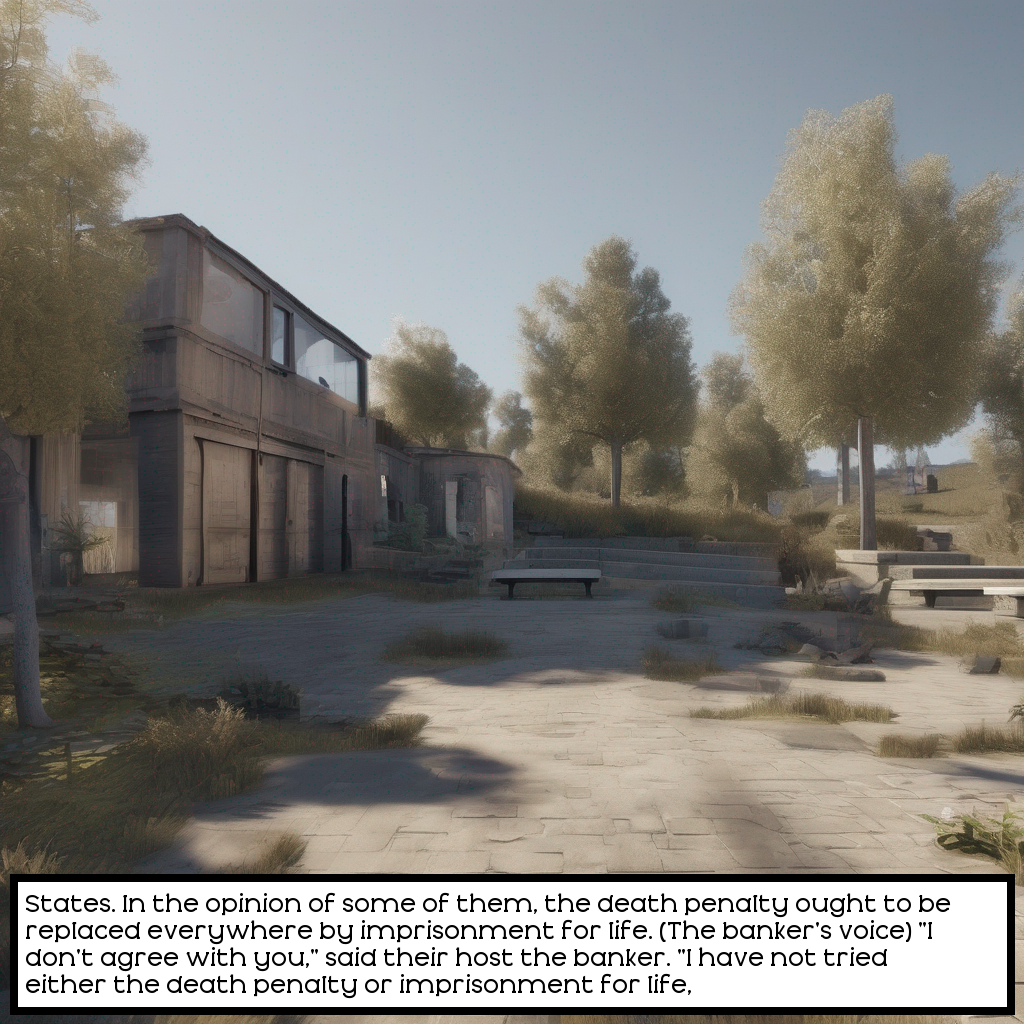 States. In the opinion of some of them, the death penalty ought to be
replaced everywhere by imprisonment for life. (The banker's voice) "I
don't agree with you," said their host the banker. "I have not tried
either the death penalty or imprisonment for life,